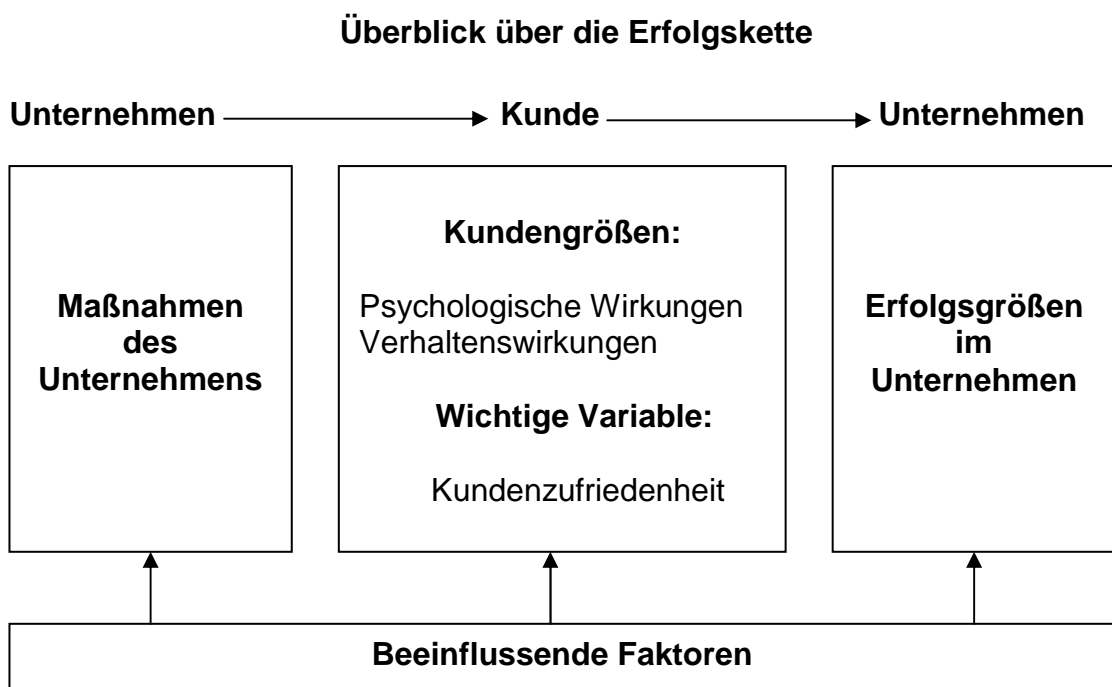 Überblick über die Erfolgskette
Unternehmen
Kunde
Unternehmen
Maßnahmen
des
Unternehmens
Kundengrößen:
Psychologische Wirkungen
Verhaltenswirkungen
Wichtige Variable:
Kundenzufriedenheit
Erfolgsgrößen
im
Unternehmen
Beeinflussende Faktoren